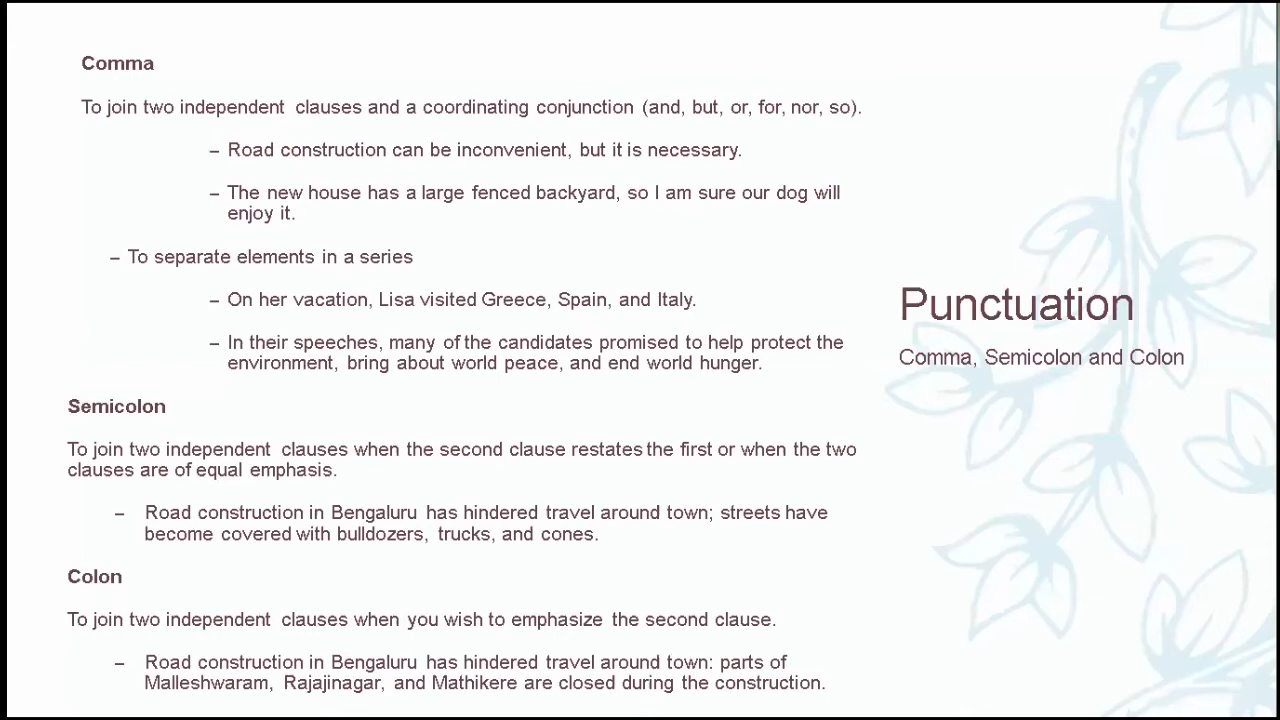 Comma
To join two independent clauses and a coordinating conjunction (and, but, or, for, nor, so).
– Road construction can be inconvenient, but it is necessary.
– The new house has a large fenced backyard, so I am sure our dog will
enjoy it.
– To separate elements in a series
– On her vacation, Lisa visited Greece, Spain, and Italy.
– In their speeches, many of the candidates promised to help protect the
environment, bring about world peace, and end world hunger.
Semicolon
To join two independent clauses when the second clause restates the first or when the two
clauses are of equal emphasis.
– Road construction in Bengaluru has hindered travel around town; streets have
become covered with bulldozers, trucks, and cones.
Colon
To join two independent clauses when you wish to emphasize the second clause.
– Road construction in Bengaluru has hindered travel around town: parts of
Malleshwaram, Rajajinagar, and Mathikere are closed during the construction.
Punctuation
Comma, Semicolon and Colon